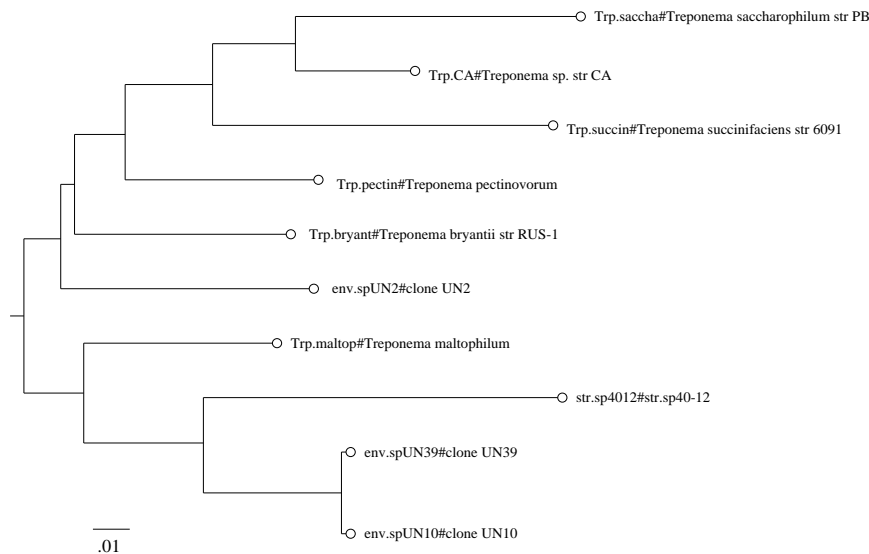 Trp.saccha#Treponema saccharophilum str PB
Trp.CA#Treponema sp. str CA
Trp.succin#Treponema succinifaciens str 6091
Trp.pectin#Treponema pectinovorum
Trp.bryant#Treponema bryantii str RUS-1
env.spUN2#clone UN2
Trp.maltop#Treponema maltophilum
str.sp4012#str.sp40-12
env.spUN39#clone UN39
env.spUN10#clone UN10
.01